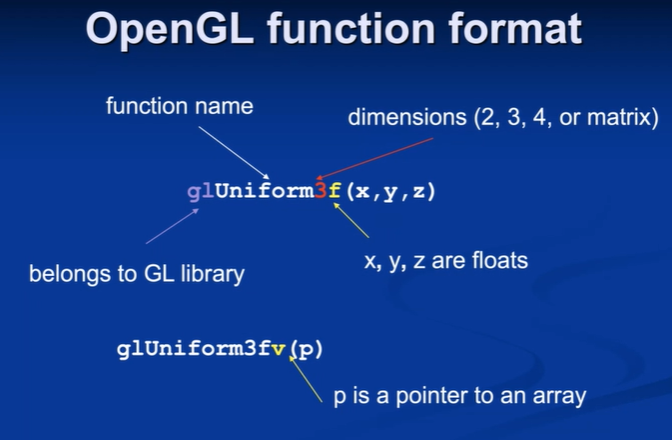 OpenGL function format
function name
dimensions (2, 3, 4, or matrix)
glUniform3f(x,y,z)
belongs to GL library
x, y, z are floats
glUniform3fv(p)
p is a pointer to an array